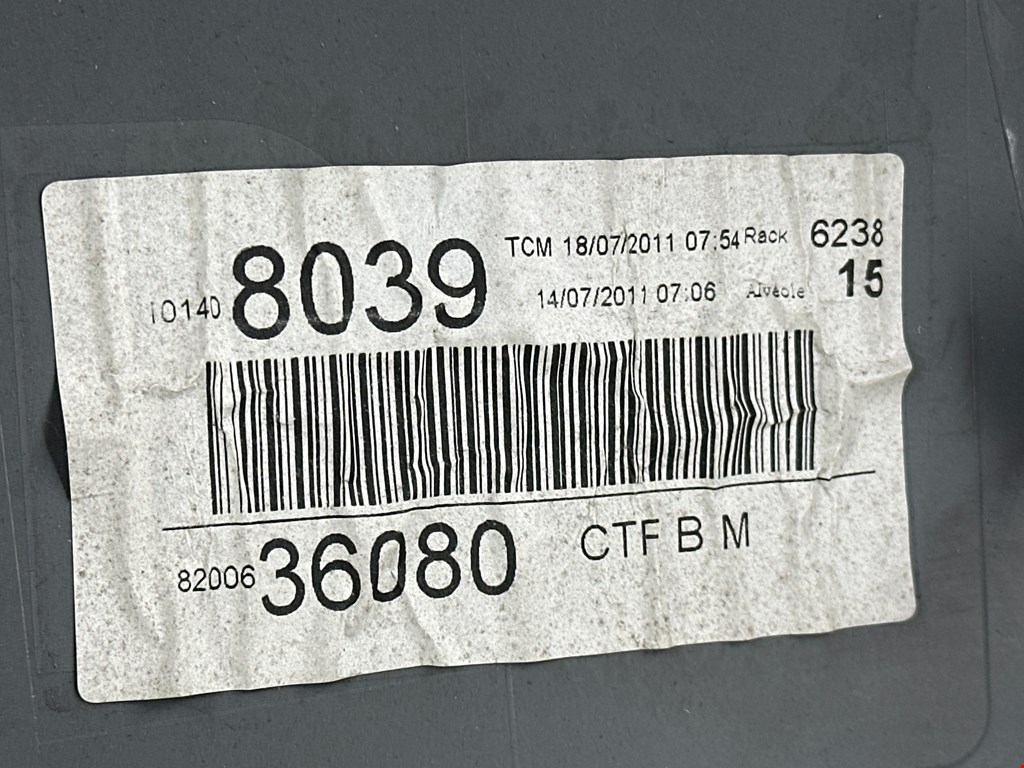 TCM 18/07/2011 07:54 Rack 6238
10140 8039 14/07/2011 07:06 Alvéole 15
82006 36080 CTF B M